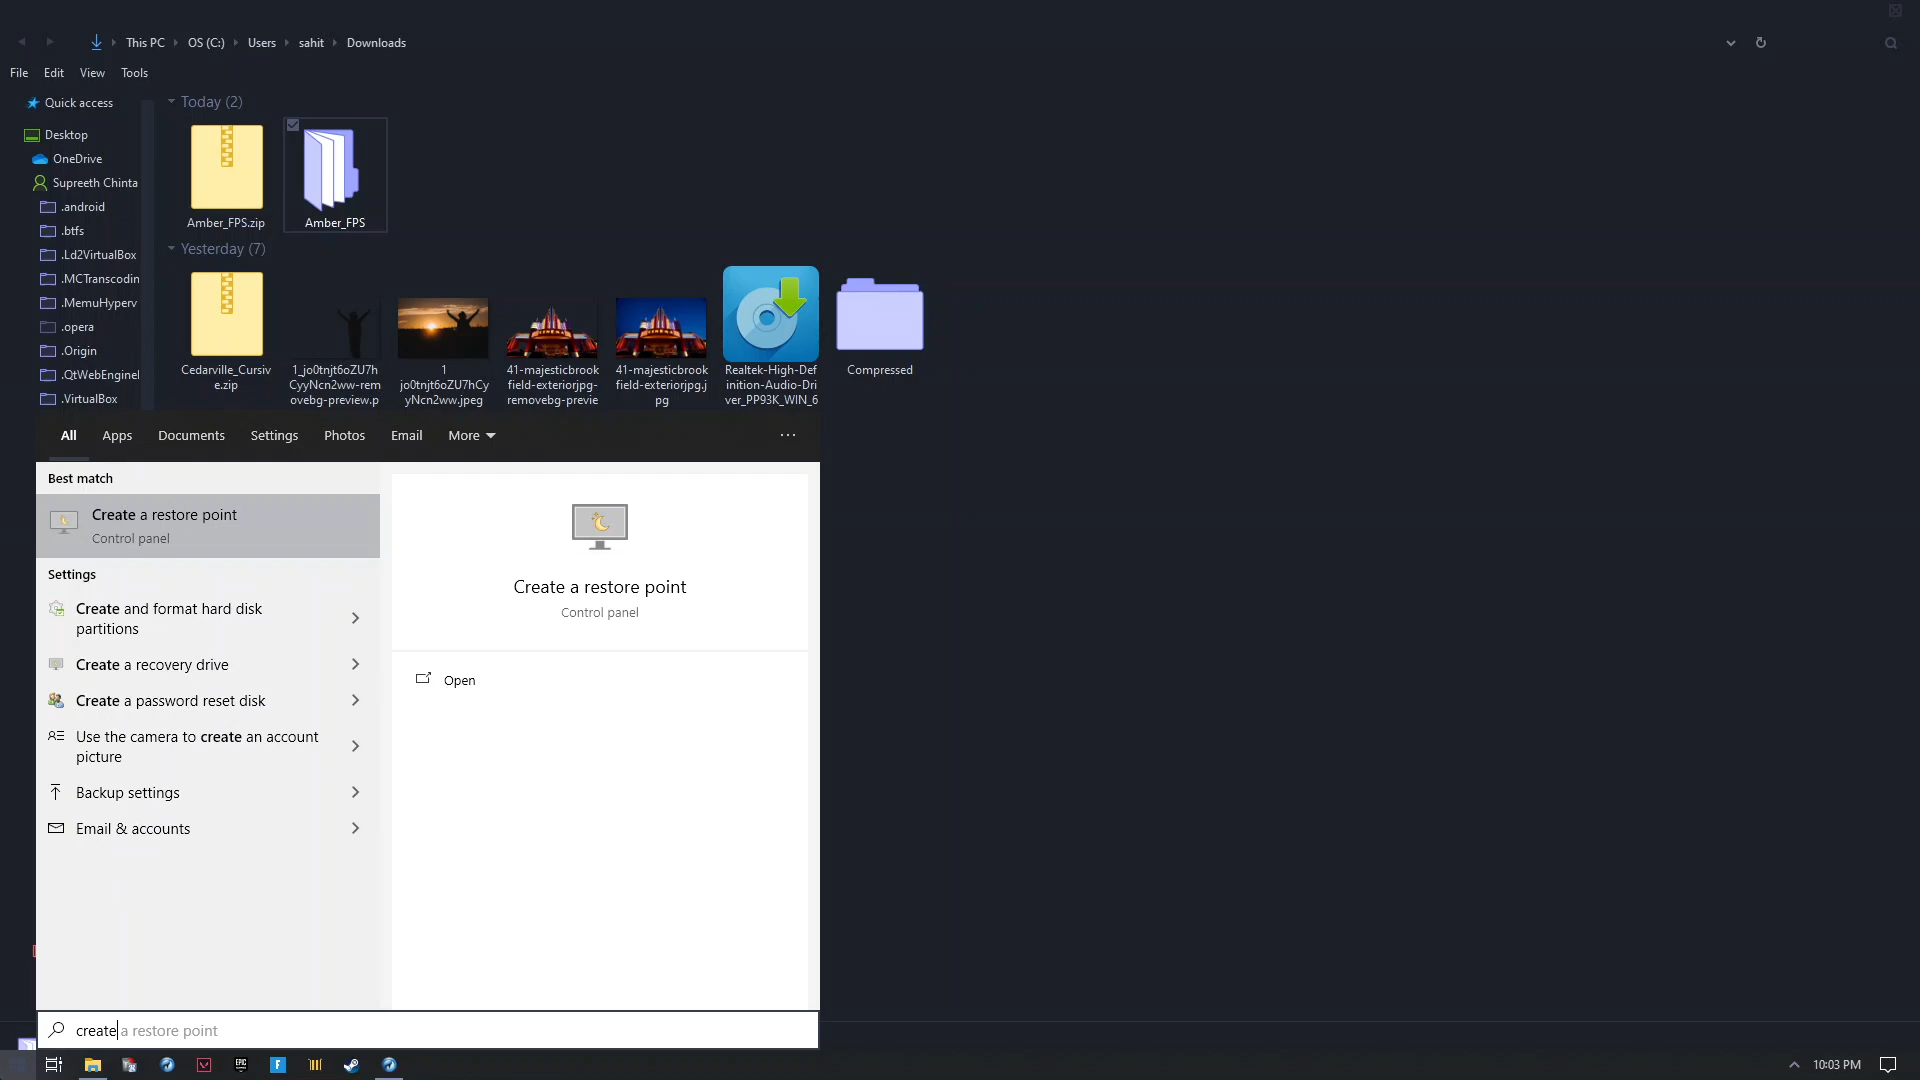 This PC
OS (C:)
Users
sahit
Downloads
File
Edit
View
Tools
Quick access
Desktop
OneDrive
Supreeth Chinta
.android
.btfs
.Ld2VirtualBox
.MCTranscodin
.MemuHyperv
.opera
.Origin
.QtWebEnginel
.VirtualBox
Today (2)
Amber_FPS.zip
Amber_FPS
Yesterday (7)
Cedarville_Cursiv
e.zip
1_jo0tnjt6oZU7h
CyyNcn2ww-rem
ovebg-preview.p
1
jo0tnjt6oZU7hCy
yNcn2ww.jpeg
41-majesticbrook
field-exteriorjpg-
removebg-previe
41-majesticbrook
field-exteriorjpg.j
pg
Realtek-High-Def
inition-Audio-Dri
ver_PP93K_WIN_6
Compressed
All
Apps
Documents
Settings
Photos
Email
More
Best match
Create a restore point
Control panel
Settings
Create and format hard disk
partitions
Create a recovery drive
Create a password reset disk
Use the camera to create an account
picture
Backup settings
Email & accounts
Create a restore point
Control panel
Open
create a restore point
EPIC
F
10:03 PM